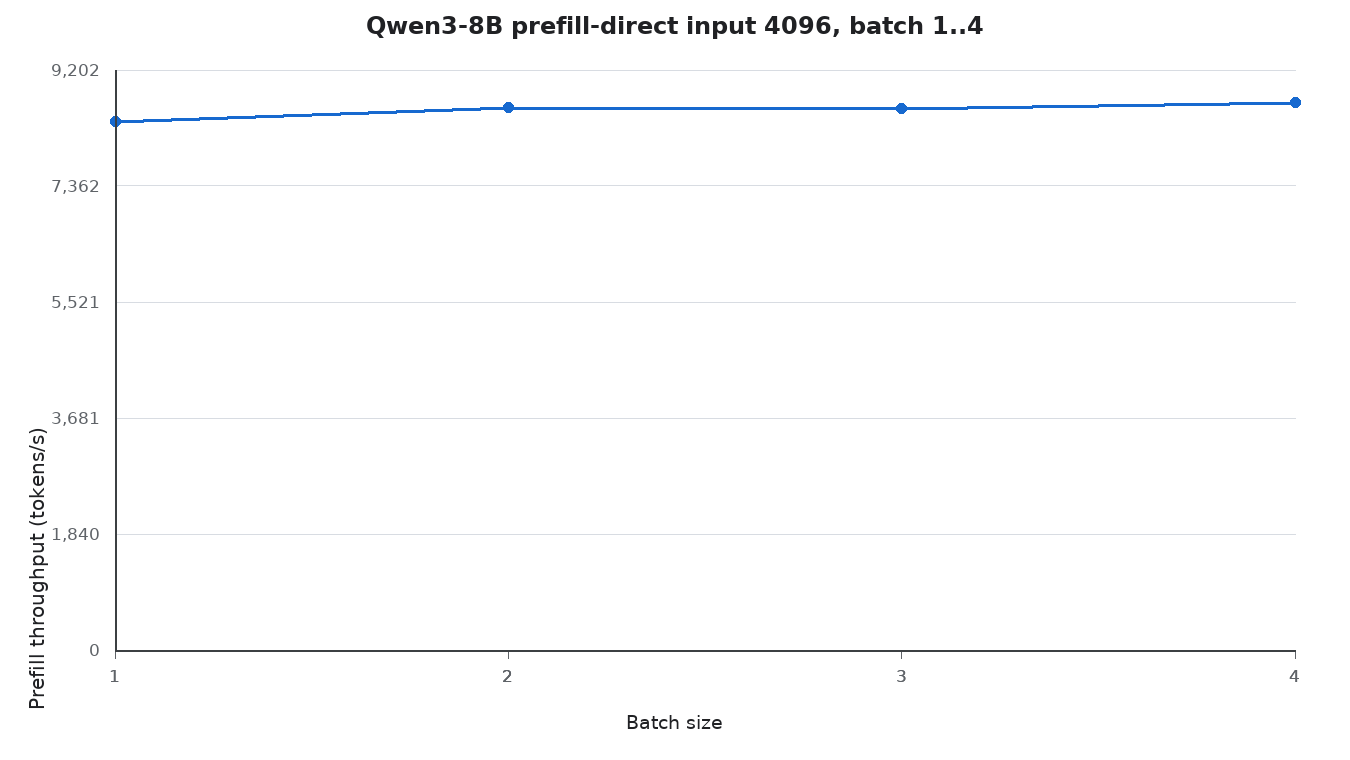 Qwen3-8B prefill-direct input 4096, batch 1..4
9,202
7,362
5,521
3,681
1,840
0
Prefill throughput (tokens/s)
1 2 3 4
Batch size